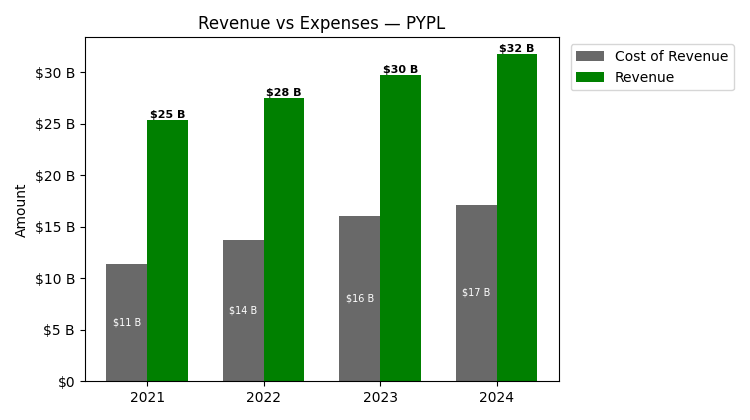 Revenue vs Expenses — PYPL
Cost of Revenue
Revenue
Amount
$30 B
$25 B
$20 B
$15 B
$10 B
$5 B
$0
$25 B
$28 B
$30 B
$32 B
$11 B
$14 B
$16 B
$17 B
2021
2022
2023
2024